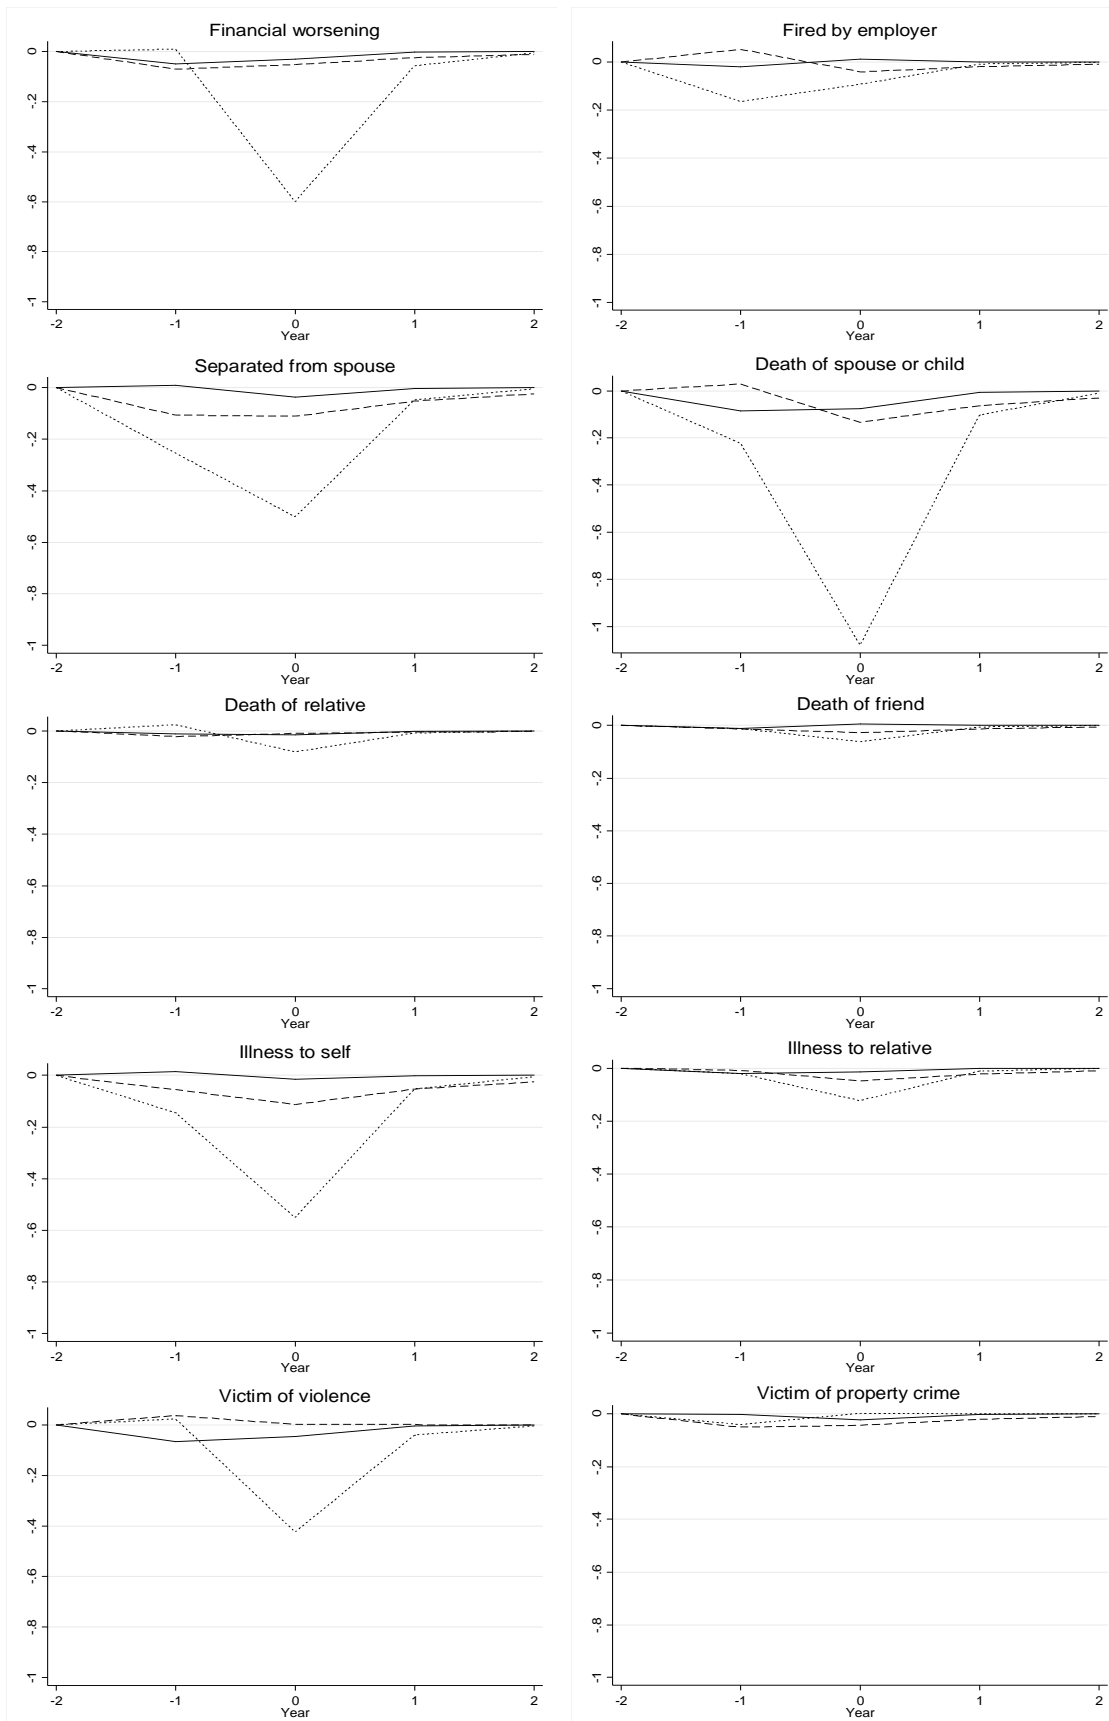 Financial worsening
0
-.2
-.4
-.6
-.8
-1
-2 -1 0 1 2
Year
Fired by employer
0
-.2
-.4
-.6
-.8
-1
-2 -1 0 1 2
Year
Separated from spouse
0
-.2
-.4
-.6
-.8
-1
-2 -1 0 1 2
Year
Death of spouse or child
0
-.2
-.4
-.6
-.8
-1
-2 -1 0 1 2
Year
Death of relative
0
-.2
-.4
-.6
-.8
-1
-2 -1 0 1 2
Year
Death of friend
0
-.2
-.4
-.6
-.8
-1
-2 -1 0 1 2
Year
Illness to self
0
-.2
-.4
-.6
-.8
-1
-2 -1 0 1 2
Year
Illness to relative
0
-.2
-.4
-.6
-.8
-1
-2 -1 0 1 2
Year
Victim of violence
0
-.2
-.4
-.6
-.8
-1
-2 -1 0 1 2
Year
Victim of property crime
0
-.2
-.4
-.6
-.8
-1
-2 -1 0 1 2
Year